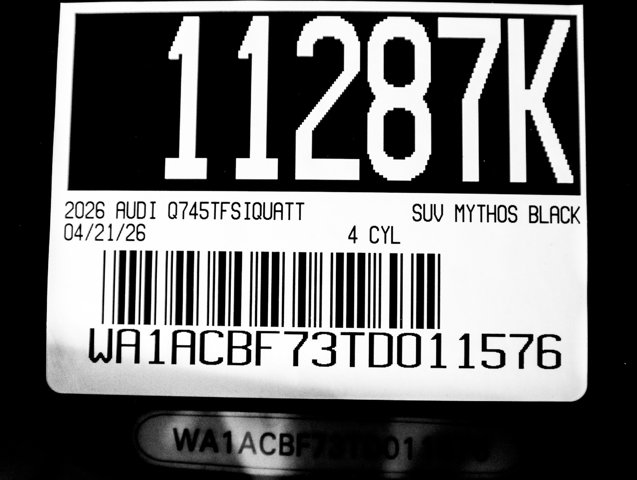 11287K
2026 AUDI Q745TFSIQUATT SUV MYTHOS BLACK
04/21/26 4 CYL
WA1ACBF73TD011576